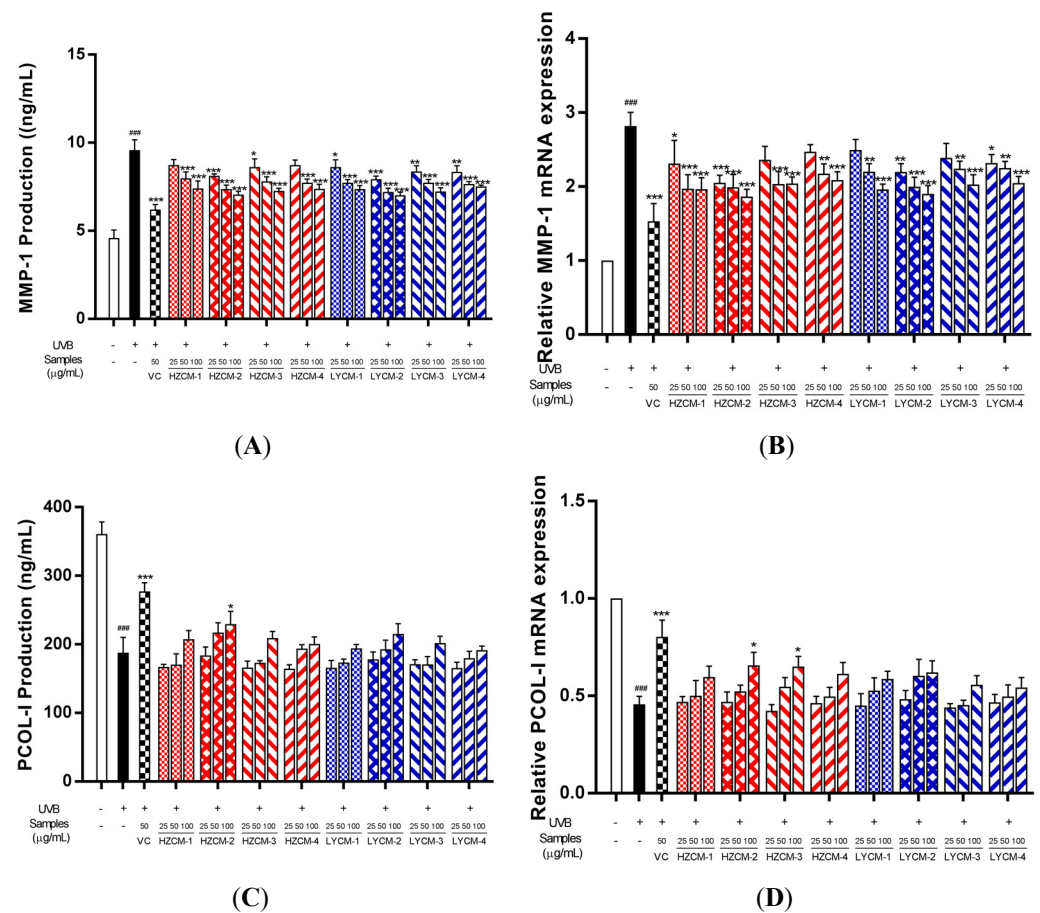 15
10
5
0
MMP-1 Production ((ng/mL)
###
***
*** ***
*** *** ***
* *** ***
*** ***
* *** ***
*** *** ***
** *** ***
** *** ***
UVB - + + + + + + + + + +
Samples - - 50 25 50 100 25 50 100 25 50 100 25 50 100 25 50 100 25 50 100 25 50 100 25 50 100
(μg/mL) VC HZCM-1 HZCM-2 HZCM-3 HZCM-4 LYCM-1 LYCM-2 LYCM-3 LYCM-4
(A)
4
3
2
1
0
Relative MMP-1 mRNA expression
###
***
* *** ***
*** *** ***
*** ***
** ***
** ***
** *** ***
** ***
* ** ***
UVB - + + + + + + + + + +
Samples - - 50 25 50 100 25 50 100 25 50 100 25 50 100 25 50 100 25 50 100 25 50 100 25 50 100
(μg/mL) VC HZCM-1 HZCM-2 HZCM-3 HZCM-4 LYCM-1 LYCM-2 LYCM-3 LYCM-4
(B)
400
300
200
100
0
PCOL-I Production (ng/mL)
###
***
*
UVB - + + + + + + + + + +
Samples - - 50 25 50 100 25 50 100 25 50 100 25 50 100 25 50 100 25 50 100 25 50 100 25 50 100
(μg/mL) VC HZCM-1 HZCM-2 HZCM-3 HZCM-4 LYCM-1 LYCM-2 LYCM-3 LYCM-4
(C)
1.5
1.0
0.5
0.0
Relative PCOL-I mRNA expression
###
***
*
*
UVB - + + + + + + + + + +
Samples - - 50 25 50 100 25 50 100 25 50 100 25 50 100 25 50 100 25 50 100 25 50 100 25 50 100
(μg/mL) VC HZCM-1 HZCM-2 HZCM-3 HZCM-4 LYCM-1 LYCM-2 LYCM-3 LYCM-4
(D)